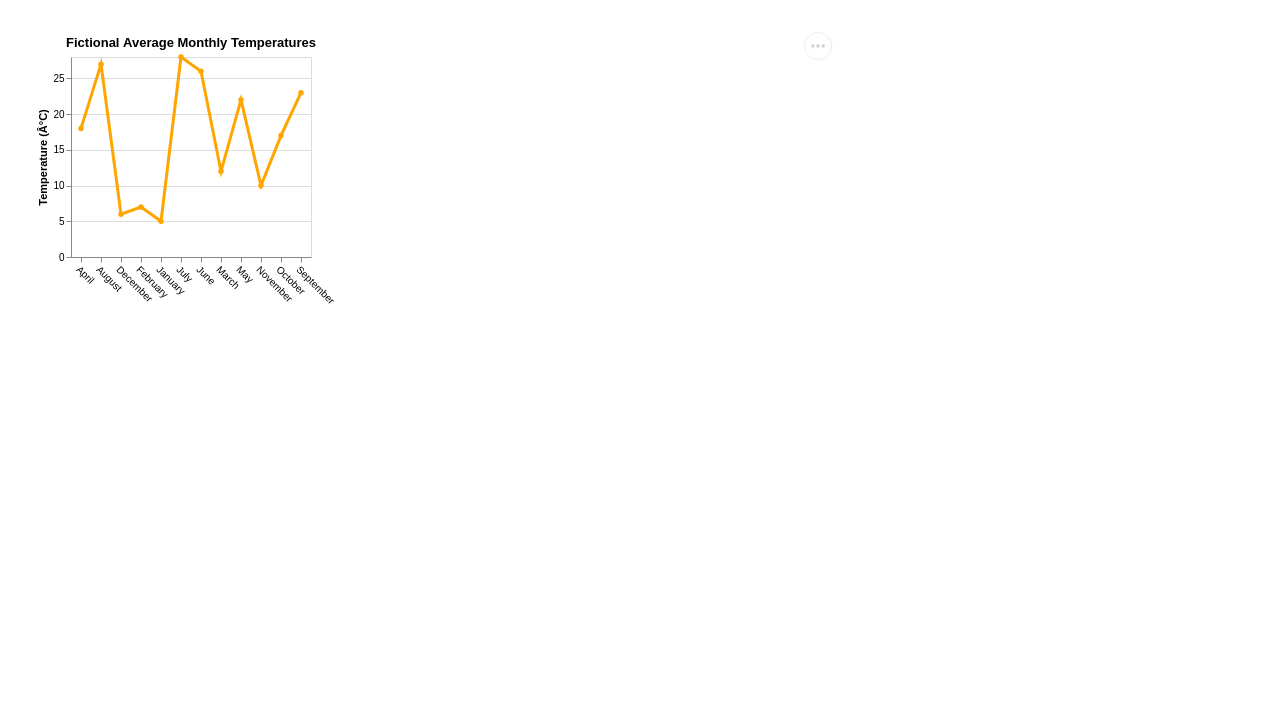 Fictional Average Monthly Temperatures
Temperature (Â°C)
25
20
15
10
5
0
April
August
December
February
January
July
June
March
May
November
October
September